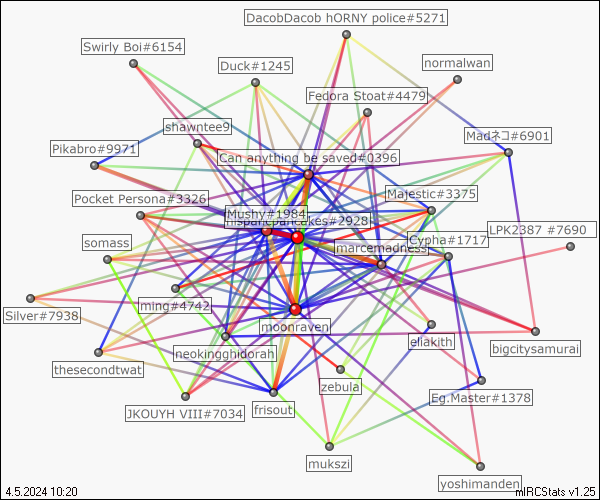 DacobDacob hORNY police#5271
Swirly Boi#6154
Duck#1245
normalwan
Fedora Stoat#4479
shawntee9
Madネコ#6901
Pikabro#9971
Can anything be saved#0396
Pocket Persona#3326
Majestic#3375
Mushy#1984
hispanicpancakes#2928
LPK2387 #7690
somass
marcemadness
Cypha#1717
ming#4742
Silver#7938
moonraven
eliakith
neokingghidorah
bigcitysamurai
thesecondtwat
zebula
Eg.Master#1378
JKOUYH VIII#7034
frisout
mukszi
yoshimanden
4.5.2024 10:20
mIRCStats v1.25